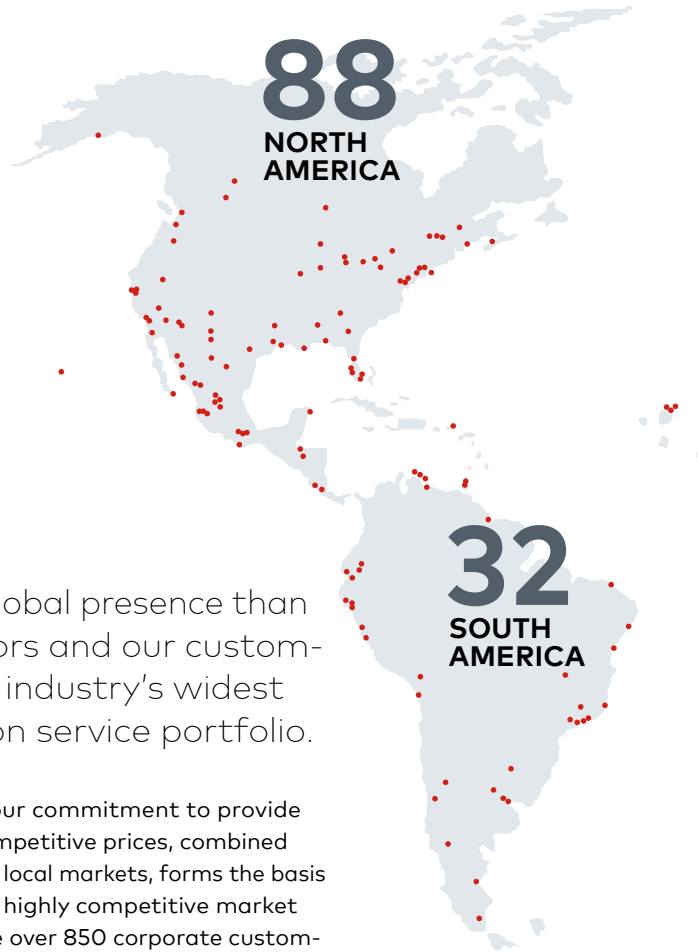 88
NORTH
AMERICA
32
SOUTH
AMERICA
obal presence than
ors and our custom-
industry's widest
on service portfolio.
our commitment to provide
mpetitive prices, combined
local markets, forms the basis
highly competitive market
e over 850 corporate custom-